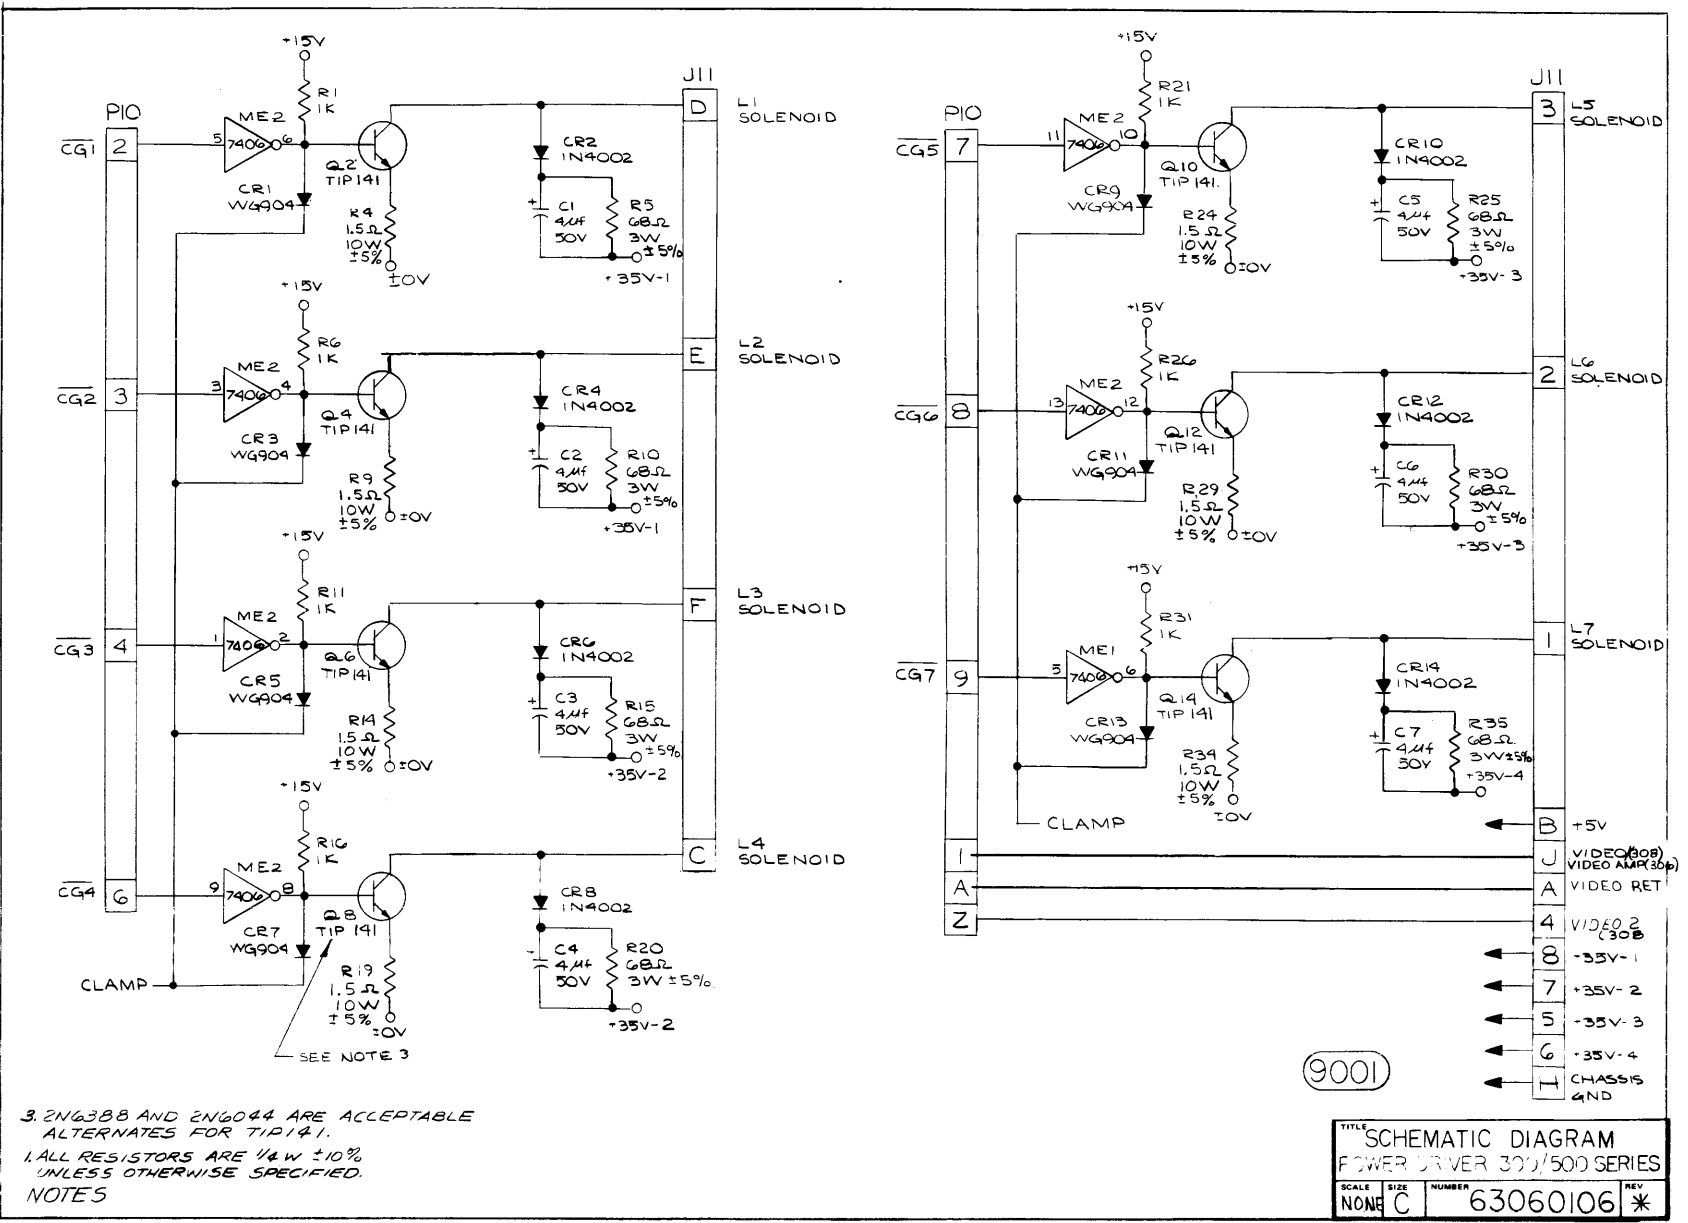 +15V
R1
1K
P10
CG1
2
5
ME2
7406
6
CR1
WG904
Q2
TIP141
R4
1.5Ω
10W
±5%
±0V
CR2
1N4002
+
C1
4µf
50V
R5
68Ω
3W
±5%
+35V-1
J11
D
L1
SOLENOID
+15V
R6
1K
CG2
3
3
ME2
7406
4
CR3
WG904
Q4
TIP141
R9
1.5Ω
10W
±5%
±0V
CR4
1N4002
+
C2
4µf
50V
R10
68Ω
3W
±5%
+35V-1
E
L2
SOLENOID
+15V
R11
1K
CG3
4
1
ME2
7406
2
CR5
WG904
Q6
TIP141
R14
1.5Ω
10W
±5%
±0V
CR6
1N4002
+
C3
4µf
50V
R15
68Ω
3W
±5%
+35V-2
F
L3
SOLENOID
+15V
R16
1K
CG4
6
9
ME2
7406
8
CR7
WG904
Q8
TIP141
R19
1.5Ω
10W
±5%
±0V
CR8
1N4002
C4
4µf
50V
R20
68Ω
3W ±5%
+35V-2
C
L4
SOLENOID
CLAMP
SEE NOTE 3
+15V
R21
1K
P10
CG5
7
11
ME2
7406
10
CR9
WG904
Q10
TIP141
R24
1.5Ω
10W
±5%
±0V
CR10
1N4002
+
C5
4µf
50V
R25
68Ω
3W
±5%
+35V-3
J11
3
L5
SOLENOID
+15V
R26
1K
CG6
8
13
ME2
7406
12
CR11
WG904
Q12
TIP141
R29
1.5Ω
10W
±5%
±0V
CR12
1N4002
+
C6
4µf
50V
R30
68Ω
3W
±5%
+35V-3
2
L6
SOLENOID
+15V
R31
1K
CG7
9
5
ME1
7406
6
CR13
WG904
Q14
TIP141
R34
1.5Ω
10W
±5%
±0V
CR14
1N4002
+
C7
4µf
50V
R35
68Ω
3W±5%
+35V-4
1
L7
SOLENOID
CLAMP
B +5V
1 J VIDEO(308)
VIDEO AMP(306)
A A VIDEO RET
Z 4 VIDEO 2
(308
8 -35V-1
7 +35V-2
5 -35V-3
6 +35V-4
H CHASSIS
GND
9001
3. 2N6388 AND 2N6044 ARE ACCEPTABLE
ALTERNATES FOR TIP141.
1. ALL RESISTORS ARE 1/4 W ±10%
UNLESS OTHERWISE SPECIFIED.
NOTES
TITLE SCHEMATIC DIAGRAM
POWER DRIVER 300/500 SERIES
SCALE NONE SIZE C NUMBER 63060106 REV *